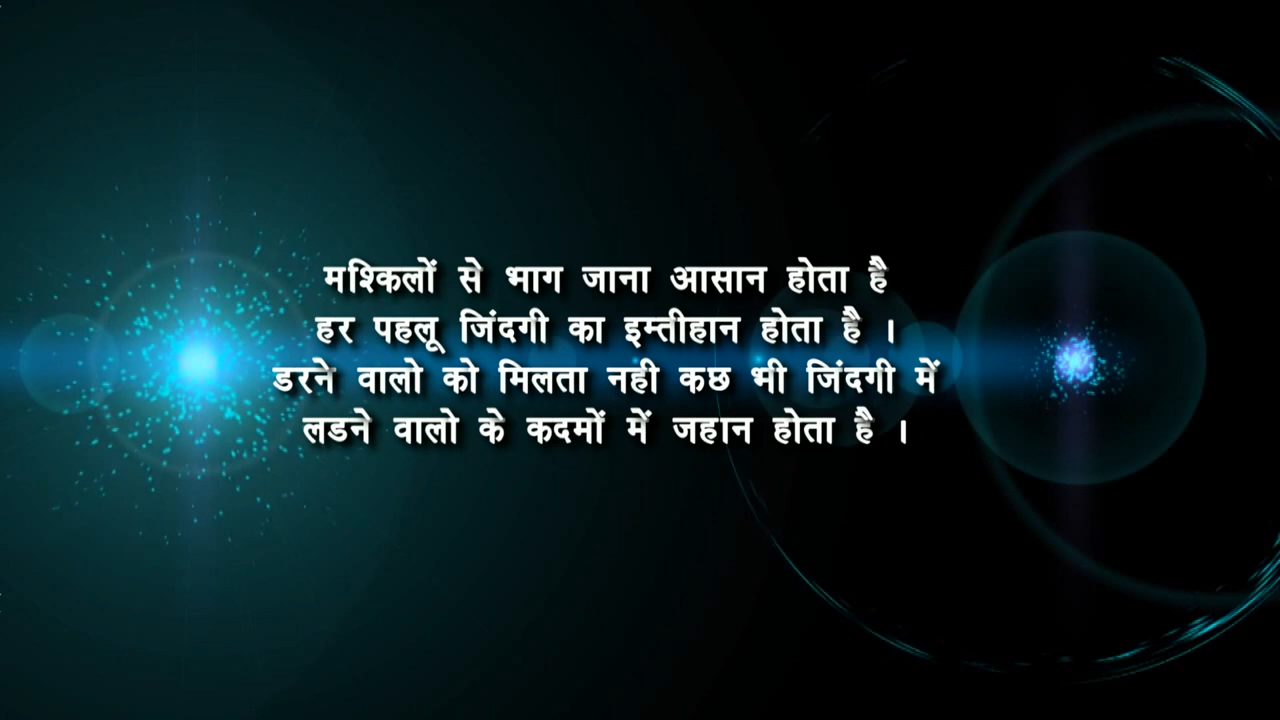 मश्किलों से भाग जाना आसान होता है
हर पहलू जिंदगी का इम्तीहान होता है ।
डरने वालो को मिलता नही कछ भी जिंदगी में
लडने वालो के कदमों में जहान होता है ।